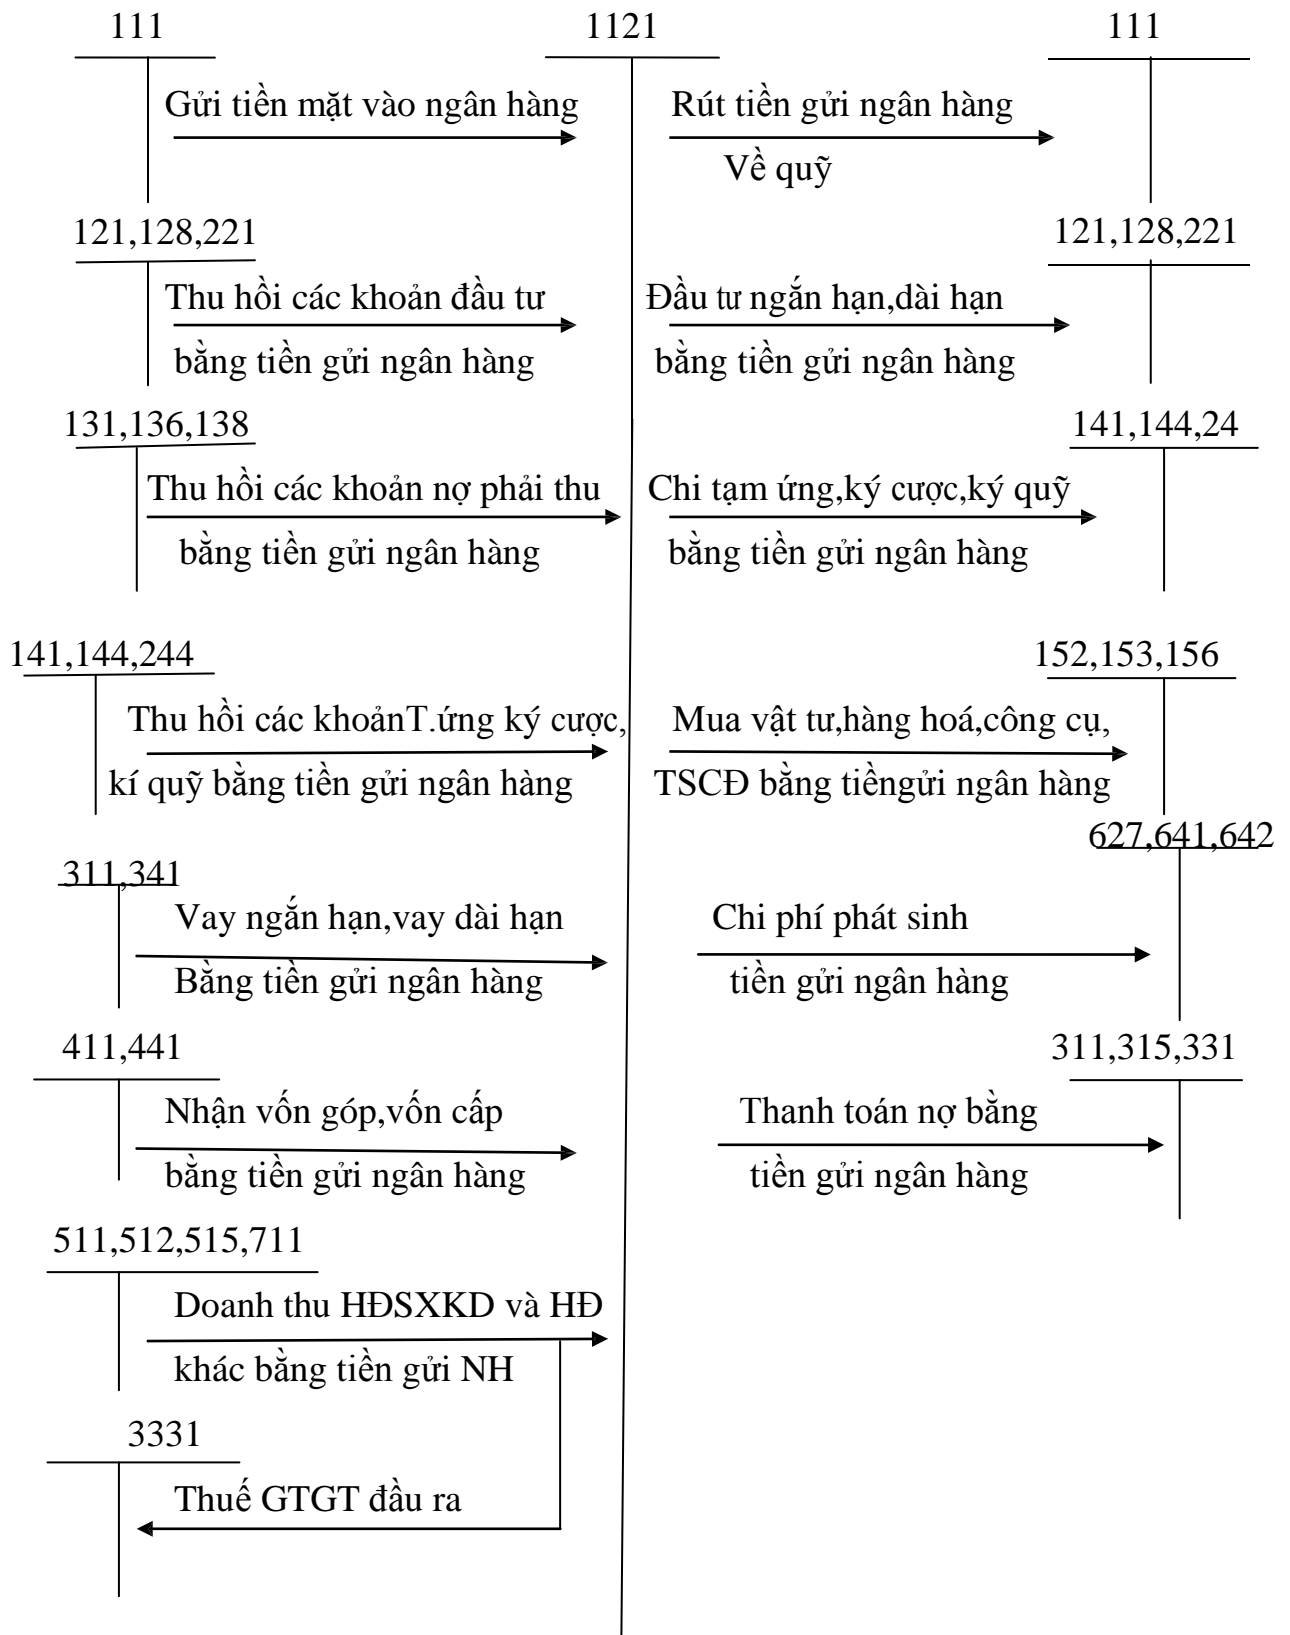 111
1121
111
Gửi tiền mặt vào ngân hàng
Rút tiền gửi ngân hàng
Về quỹ
121,128,221
121,128,221
Thu hồi các khoản đầu tư
bằng tiền gửi ngân hàng
Đầu tư ngắn hạn,dài hạn
bằng tiền gửi ngân hàng
131,136,138
141,144,24
Thu hồi các khoản nợ phải thu
bằng tiền gửi ngân hàng
Chi tạm ứng,ký cược,ký quỹ
bằng tiền gửi ngân hàng
141,144,244
152,153,156
Thu hồi các khoảnT.ứng ký cược,
kí quỹ bằng tiền gửi ngân hàng
Mua vật tư,hàng hoá,công cụ,
TSCĐ bằng tiềngửi ngân hàng
311,341
627,641,642
Vay ngắn hạn,vay dài hạn
Bằng tiền gửi ngân hàng
Chi phí phát sinh
tiền gửi ngân hàng
411,441
311,315,331
Nhận vốn góp,vốn cấp
bằng tiền gửi ngân hàng
Thanh toán nợ bằng
tiền gửi ngân hàng
511,512,515,711
Doanh thu HĐSXKD và HĐ
khác bằng tiền gửi NH
3331
Thuế GTGT đầu ra